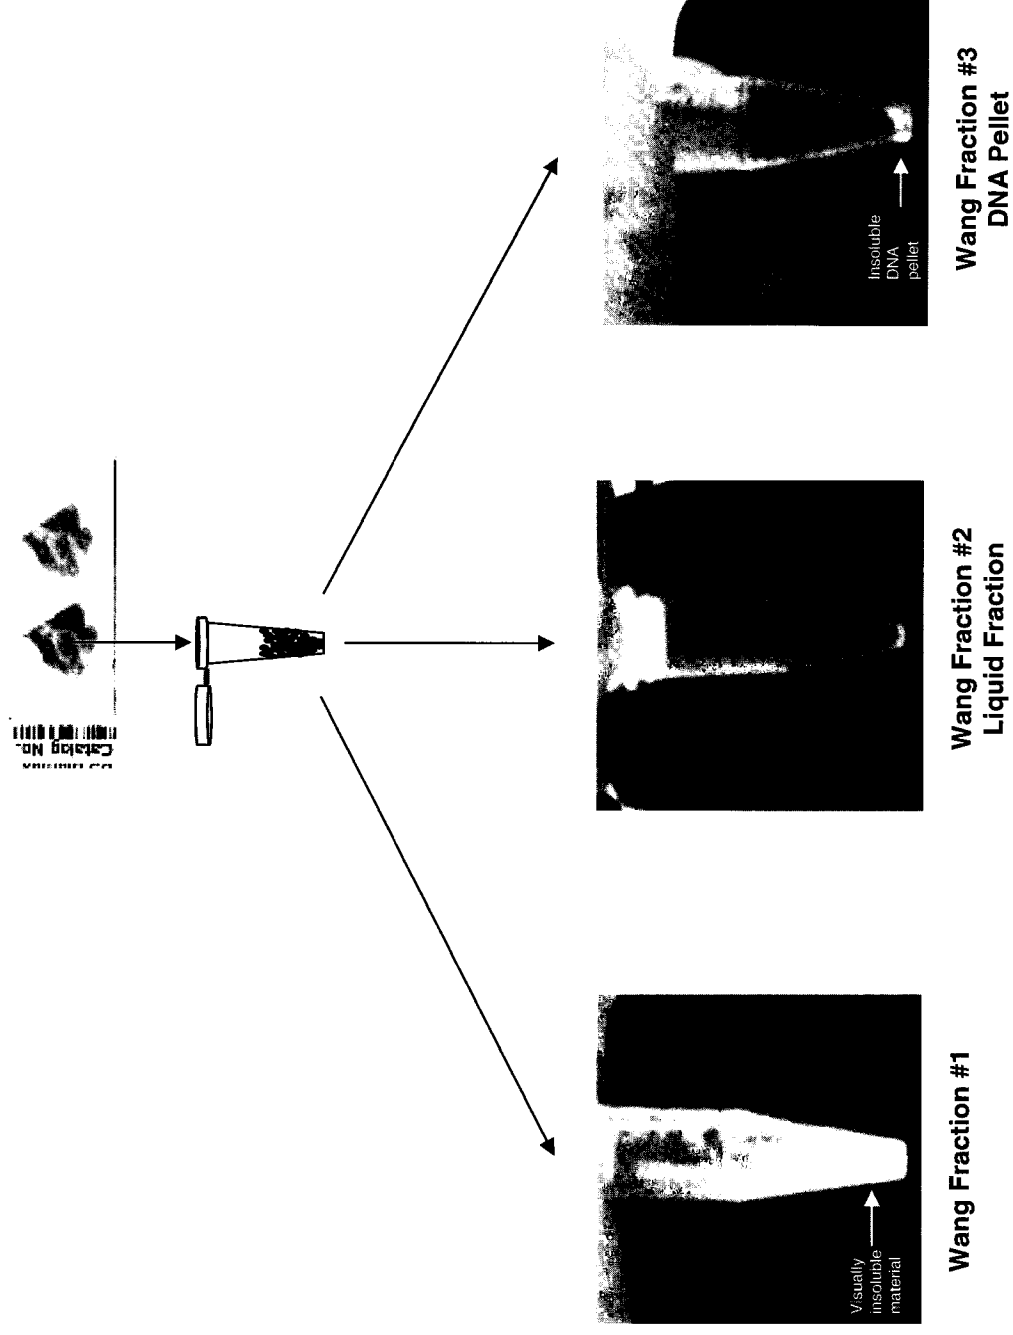 Catalog No.
Visually
insoluble
material
Wang Fraction #1
Wang Fraction #2
Liquid Fraction
Insoluble
DNA
pellet
Wang Fraction #3
DNA Pellet